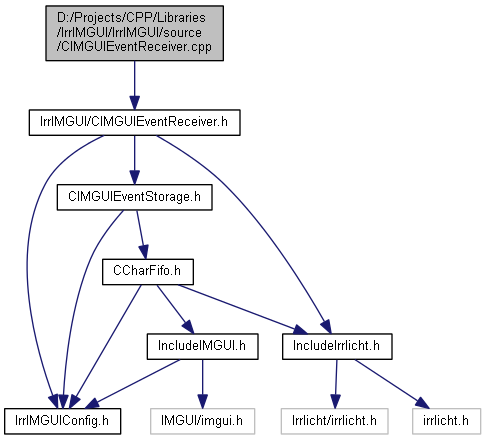 D:/Projects/CPP/Libraries
/IrrIMGUI/IrrIMGUI/source
/CIMGUIEventReceiver.cpp
IrrIMGUI/CIMGUIEventReceiver.h
CIMGUIEventStorage.h
CCharFifo.h
IncludeIMGUI.h
IncludeIrrlicht.h
IrrIMGUIConfig.h
IMGUI/imgui.h
Irrlicht/irrlicht.h
irrlicht.h